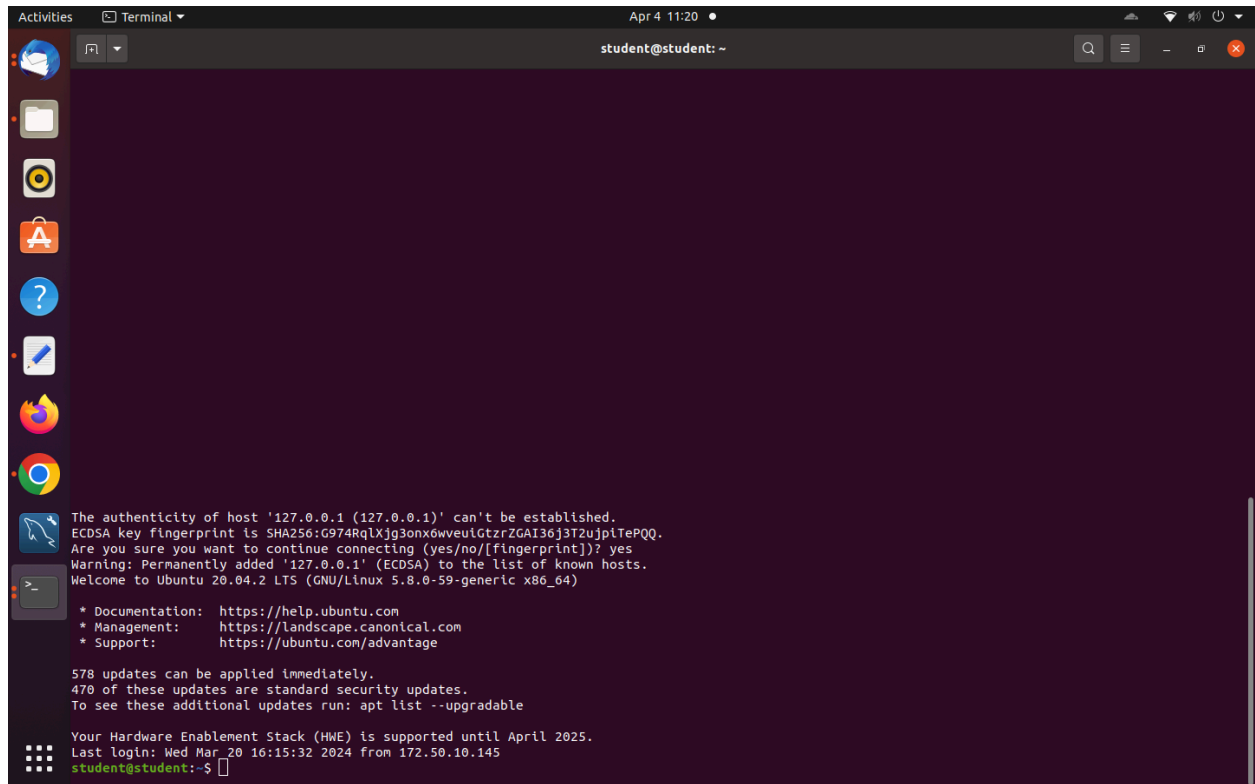 Activities
Terminal
Apr 4 11:20
student@student: ~
The authenticity of host '127.0.0.1 (127.0.0.1)' can't be established.
ECDSA key fingerprint is SHA256:G974RqlXjg3onx6wveuiGtzrZGAI36j3T2ujpiTePQQ.
Are you sure you want to continue connecting (yes/no/[fingerprint])? yes
Warning: Permanently added '127.0.0.1' (ECDSA) to the list of known hosts.
Welcome to Ubuntu 20.04.2 LTS (GNU/Linux 5.8.0-59-generic x86_64)
* Documentation:  https://help.ubuntu.com
* Management:     https://landscape.canonical.com
* Support:        https://ubuntu.com/advantage
578 updates can be applied immediately.
470 of these updates are standard security updates.
To see these additional updates run: apt list --upgradable
Your Hardware Enablement Stack (HWE) is supported until April 2025.
Last login: Wed Mar 20 16:15:32 2024 from 172.50.10.145
student@student:~$